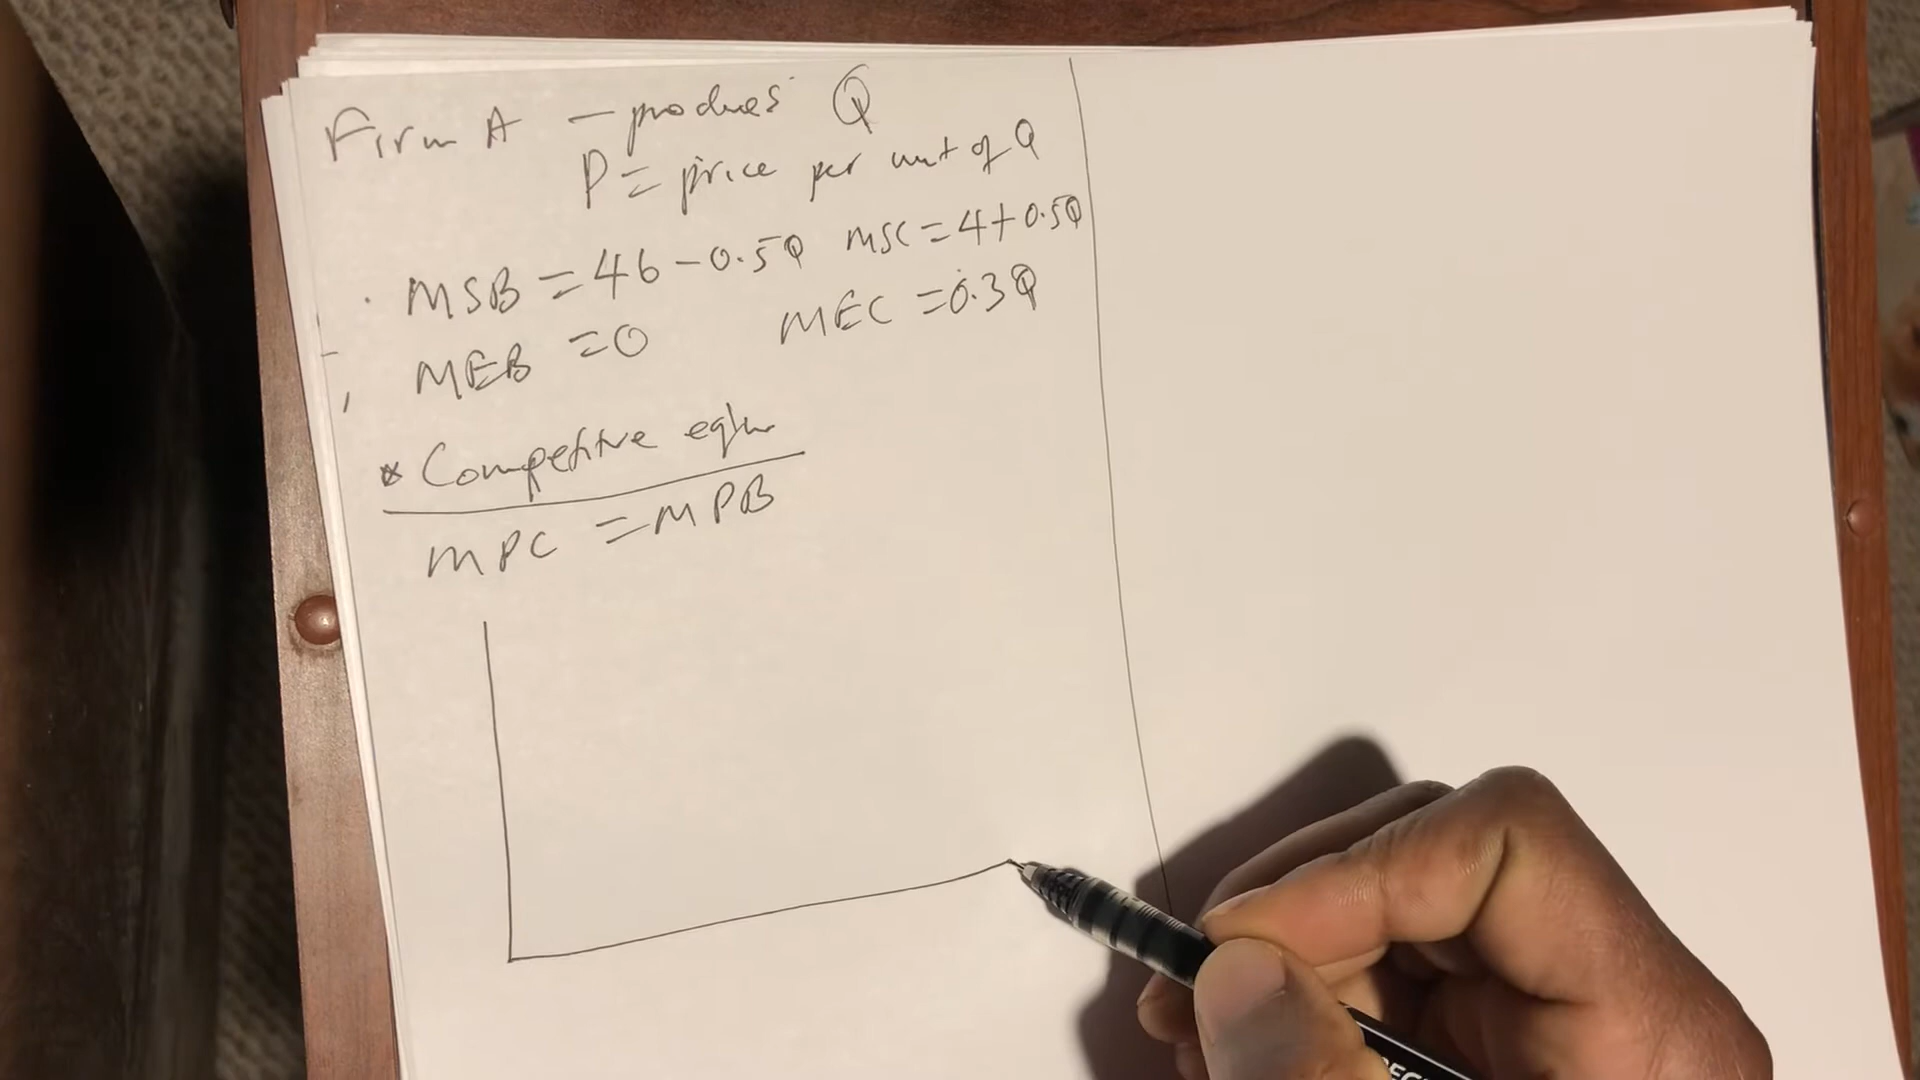 Firm A – produces Q
P = price per unit of Q
MSB = 46 - 0.5Q MSC = 4 + 0.5Q
MEB = 0 MEC = 0.3Q
* Competitive eqlm
MPC = MPB